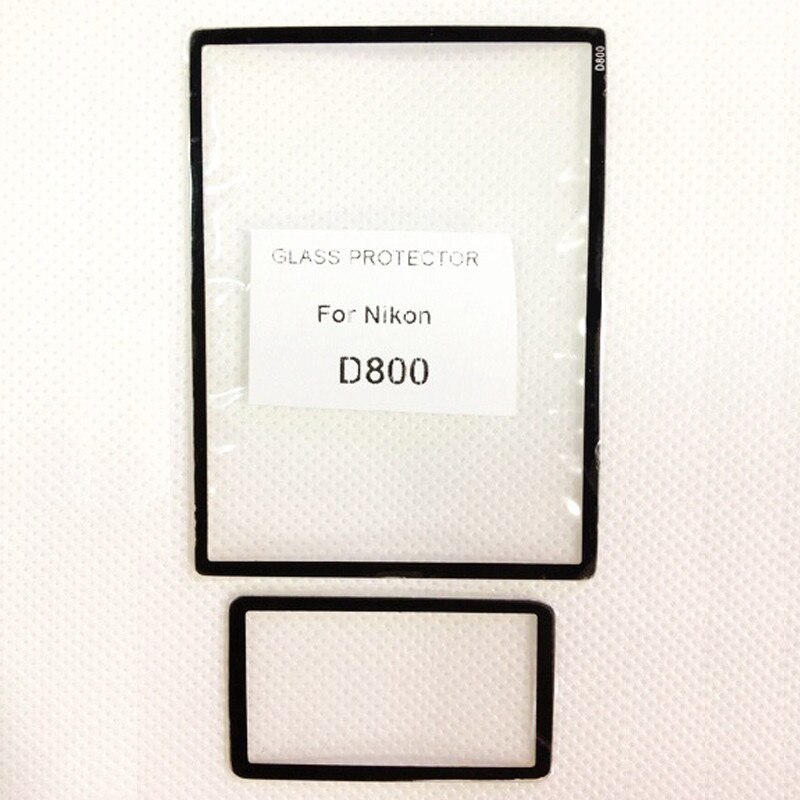 D800
GLASS PROTECTOR
For Nikon
D800